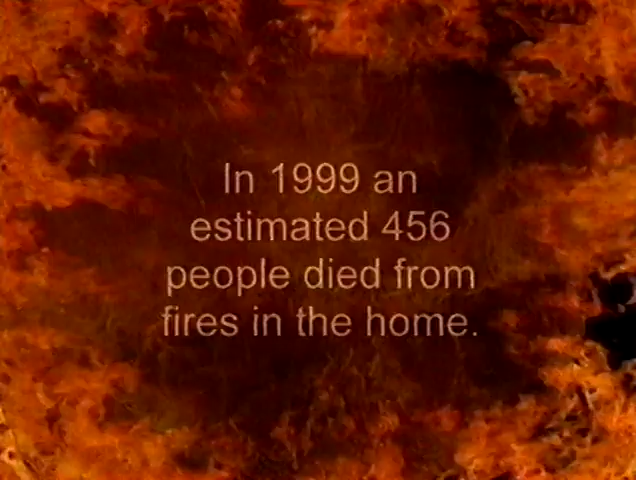 In 1999 an
estimated 456
people died from
fires in the home.